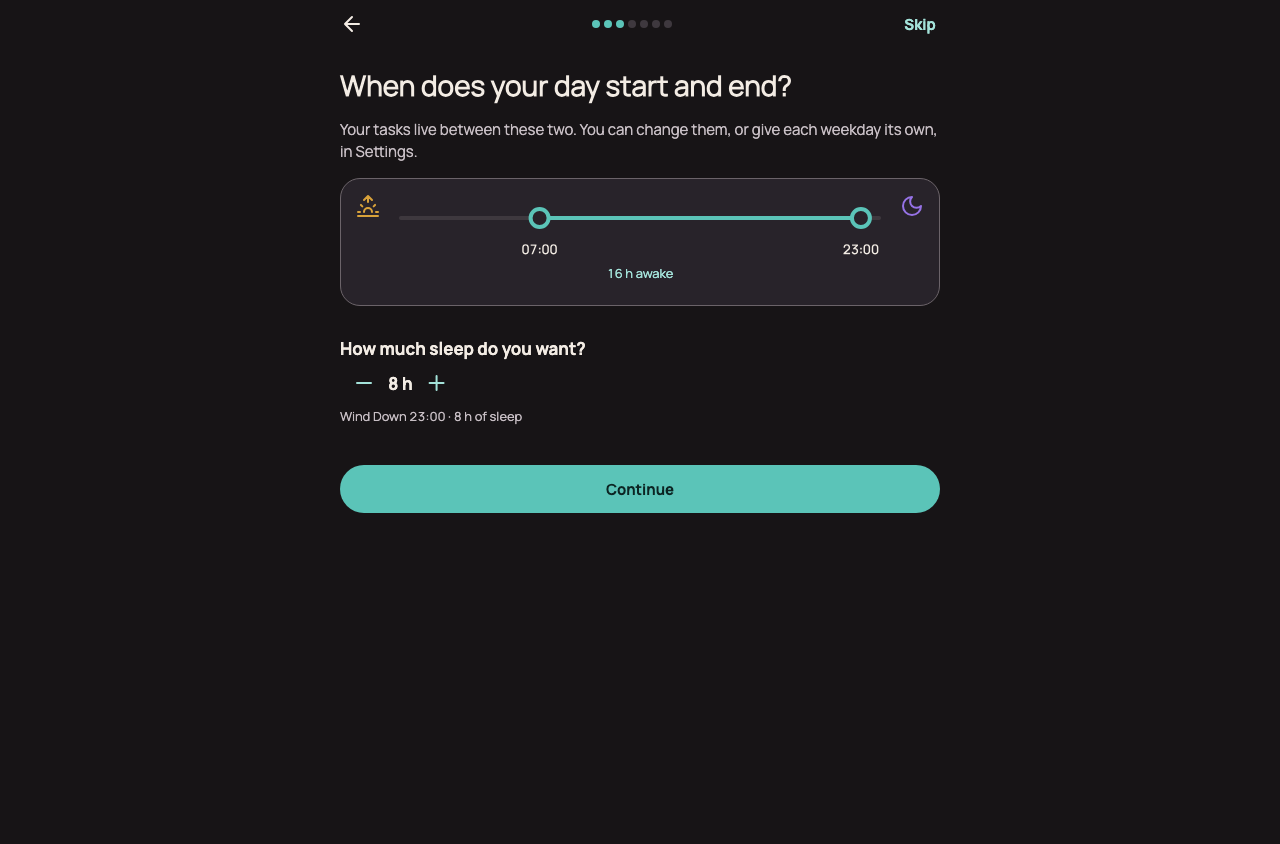 Skip
When does your day start and end?
Your tasks live between these two. You can change them, or give each weekday its own,
in Settings.
07:00
23:00
16 h awake
How much sleep do you want?
8 h
Wind Down 23:00 · 8 h of sleep
Continue